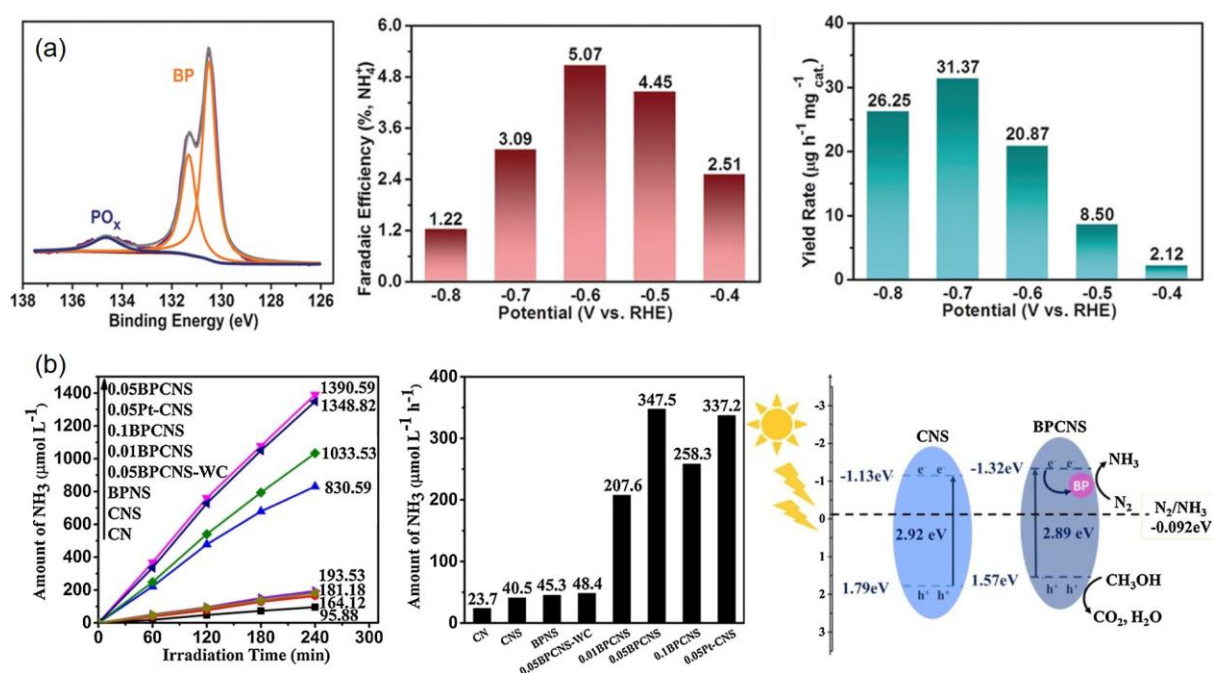 (a)
BP
POx
138 136 134 132 130 128 126
Binding Energy (eV)
Faradaic Efficiency (%, NH4+)
6.0
4.8
3.6
2.4
1.2
0.0
1.22
3.09
5.07
4.45
2.51
-0.8 -0.7 -0.6 -0.5 -0.4
Potential (V vs. RHE)
Yield Rate (μg h-1 mg-1cat.)
40
30
20
10
0
26.25
31.37
20.87
8.50
2.12
-0.8 -0.7 -0.6 -0.5 -0.4
Potential (V vs. RHE)
(b)
Amount of NH3 (μmol L-1)
1400
1200
1000
800
600
400
200
0
0.05BPCNS
0.05Pt-CNS
0.1BPCNS
0.01BPCNS
0.05BPCNS-WC
BPNS
CNS
CN
1390.59
1348.82
1033.53
830.59
193.53
181.18
164.12
95.88
0 60 120 180 240 300
Irradiation Time (min)
Amount of NH3 (μmol L-1 h-1)
400
300
200
100
0
23.7
40.5
45.3
48.4
207.6
347.5
258.3
337.2
CN
CNS
BPNS
0.05BPCNS-WC
0.01BPCNS
0.05BPCNS
0.1BPCNS
0.05Pt-CNS
-3
-2
-1
0
1
2
3
CNS
-1.13eV
e- e-
2.92 eV
1.79eV
h+ h+
BPCNS
-1.32eV
e- e-
BP
2.89 eV
1.57eV
h+ h+
NH3
N2
N2/NH3
-0.092eV
CH3OH
CO2, H2O